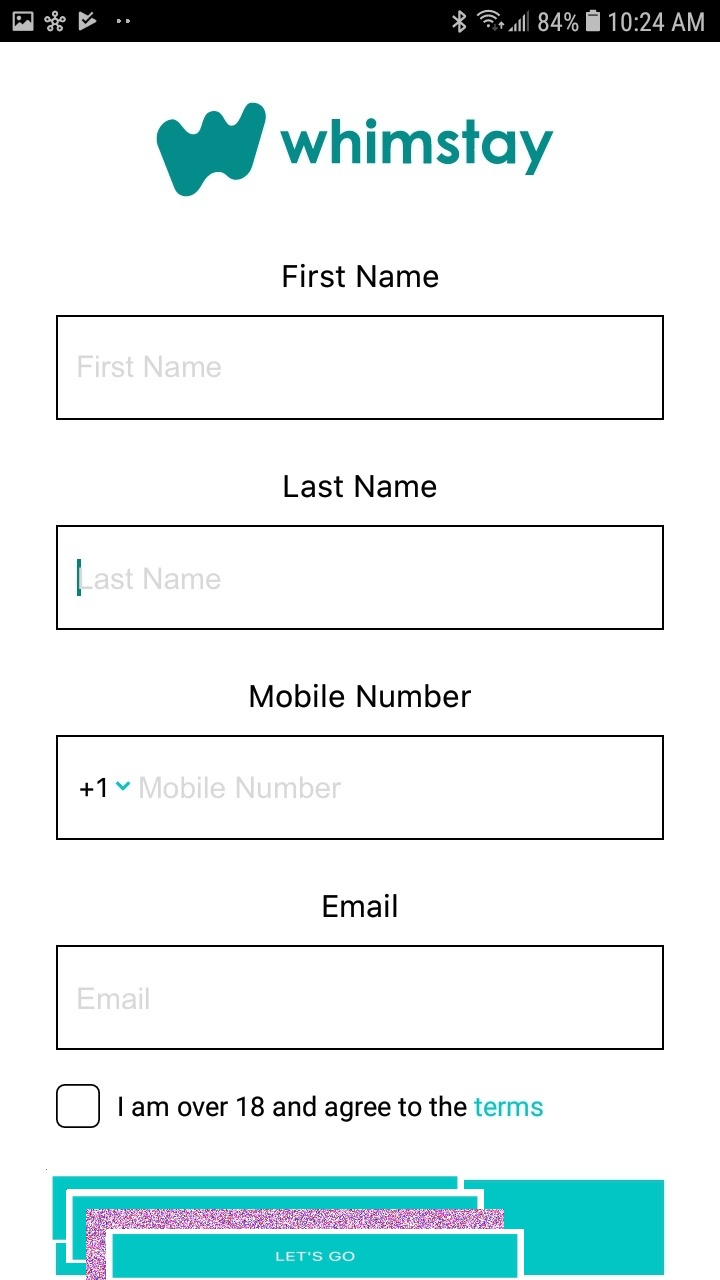 84% 10:24 AM
whimstay
First Name
First Name
Last Name
Last Name
Mobile Number
+1 Mobile Number
Email
Email
I am over 18 and agree to the terms
LET'S GO